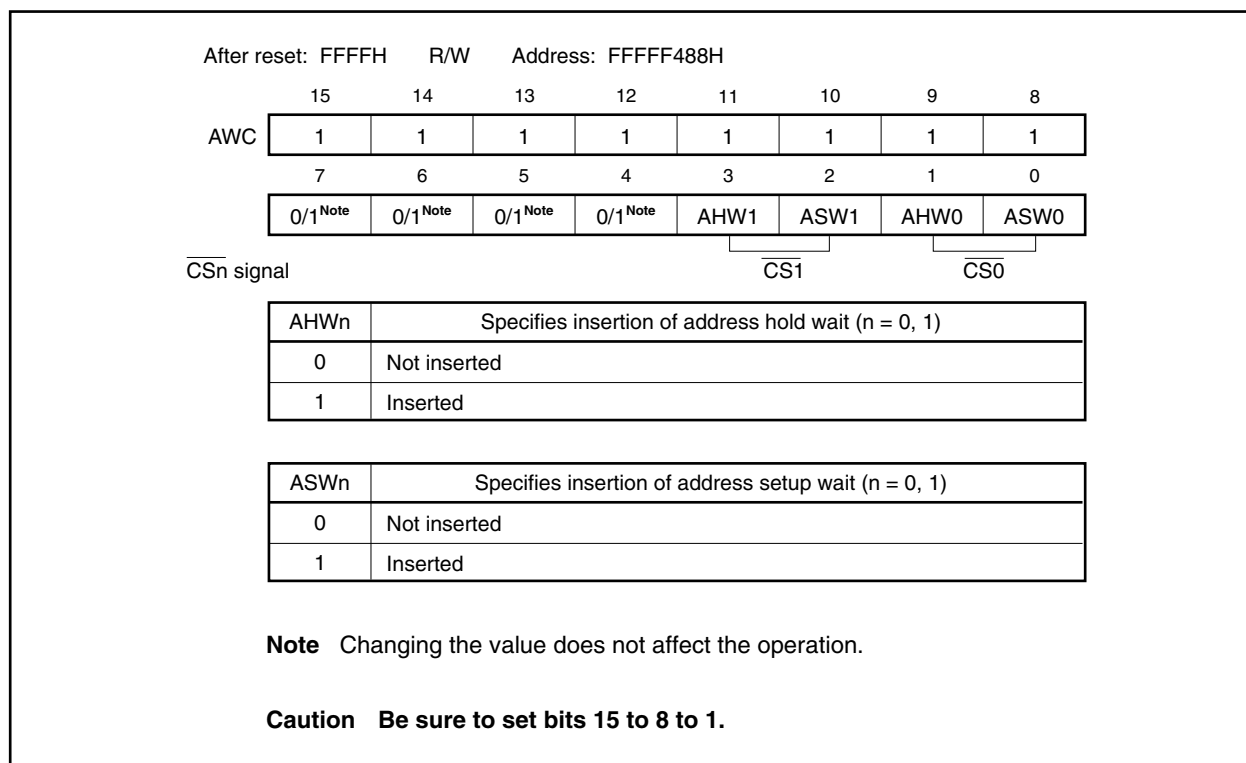 After reset: FFFFH R/W Address: FFFFF488H
15 14 13 12 11 10 9 8
AWC 1 1 1 1 1 1 1 1
7 6 5 4 3 2 1 0
0/1Note 0/1Note 0/1Note 0/1Note AHW1 ASW1 AHW0 ASW0
C̅S̅n̅ signal C̅S̅1̅ C̅S̅0̅
AHWn Specifies insertion of address hold wait (n = 0, 1)
0 Not inserted
1 Inserted
ASWn Specifies insertion of address setup wait (n = 0, 1)
0 Not inserted
1 Inserted
Note Changing the value does not affect the operation.
Caution Be sure to set bits 15 to 8 to 1.